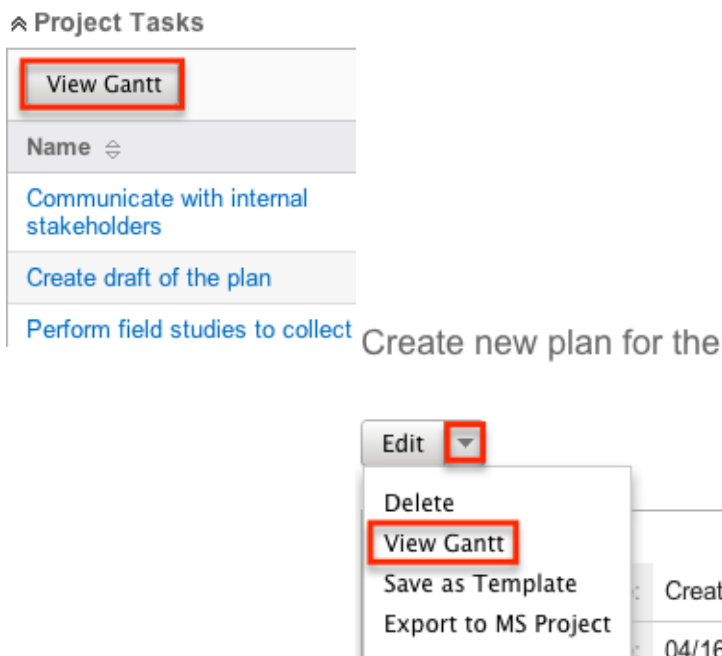 Project Tasks
View Gantt
Name
Communicate with internal
stakeholders
Create draft of the plan
Perform field studies to collect
Create new plan for the
Edit
Delete
View Gantt
Save as Template
Export to MS Project
Creat
04/16